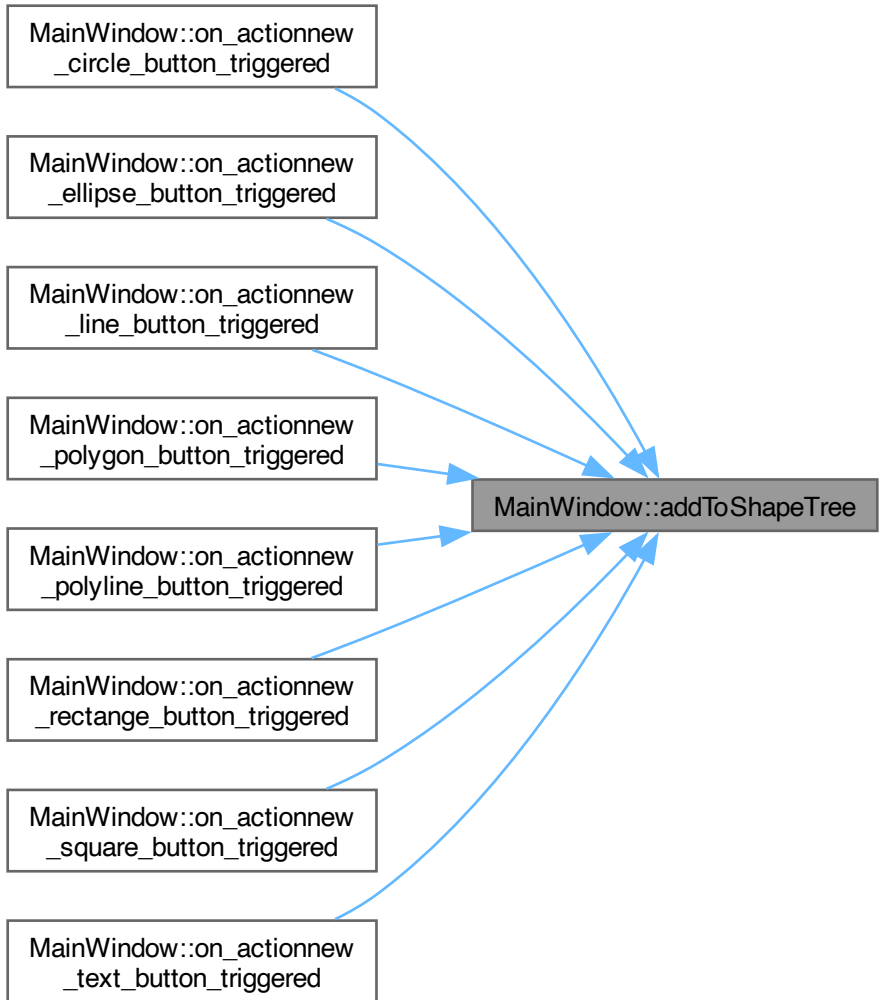 MainWindow::on_actionnew
_circle_button_triggered
MainWindow::on_actionnew
_ellipse_button_triggered
MainWindow::on_actionnew
_line_button_triggered
MainWindow::on_actionnew
_polygon_button_triggered
MainWindow::addToShapeTree
MainWindow::on_actionnew
_polyline_button_triggered
MainWindow::on_actionnew
_rectange_button_triggered
MainWindow::on_actionnew
_square_button_triggered
MainWindow::on_actionnew
_text_button_triggered